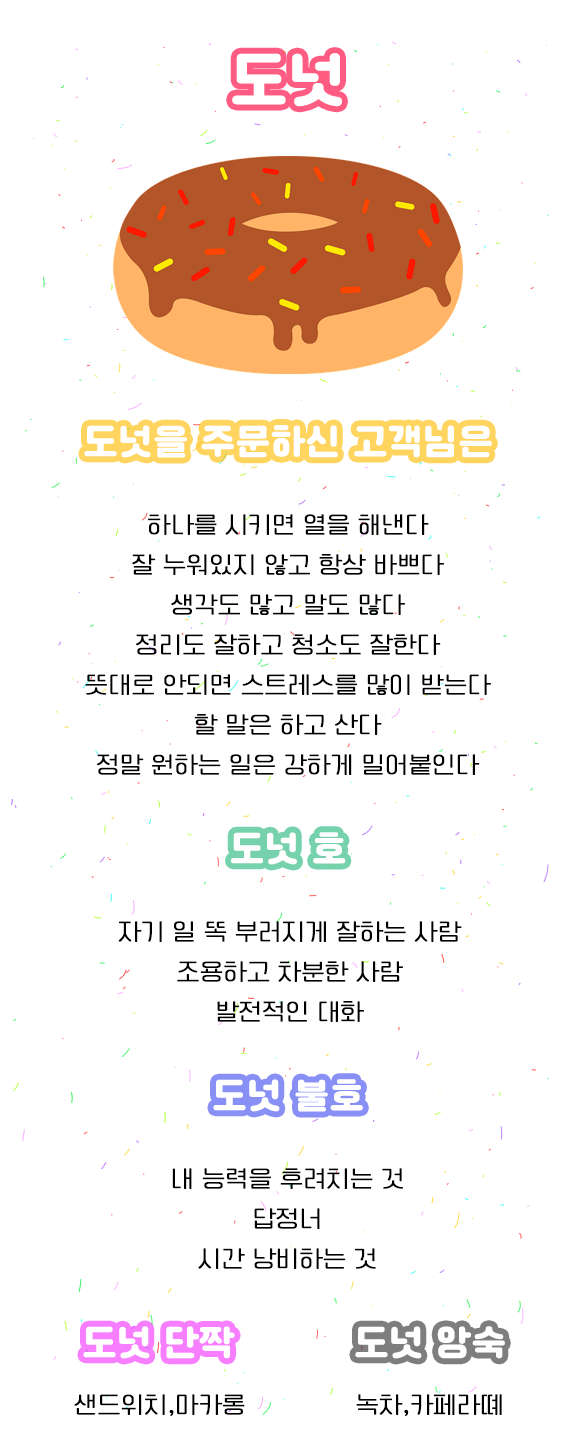 도넛
도넛을 주문하신 고객님은
하나를 시키면 열을 해낸다
잘 누워있지 않고 항상 바쁘다
생각도 많고 말도 많다
정리도 잘하고 청소도 잘한다
뜻대로 안되면 스트레스를 많이 받는다
할 말은 하고 산다
정말 원하는 일은 강하게 밀어붙인다
도넛 호
자기 일 똑 부러지게 잘하는 사람
조용하고 차분한 사람
발전적인 대화
도넛 불호
내 능력을 후려치는 것
답정너
시간 낭비하는 것
도넛 단짝
샌드위치,마카롱
도넛 앙숙
녹차,카페라떼